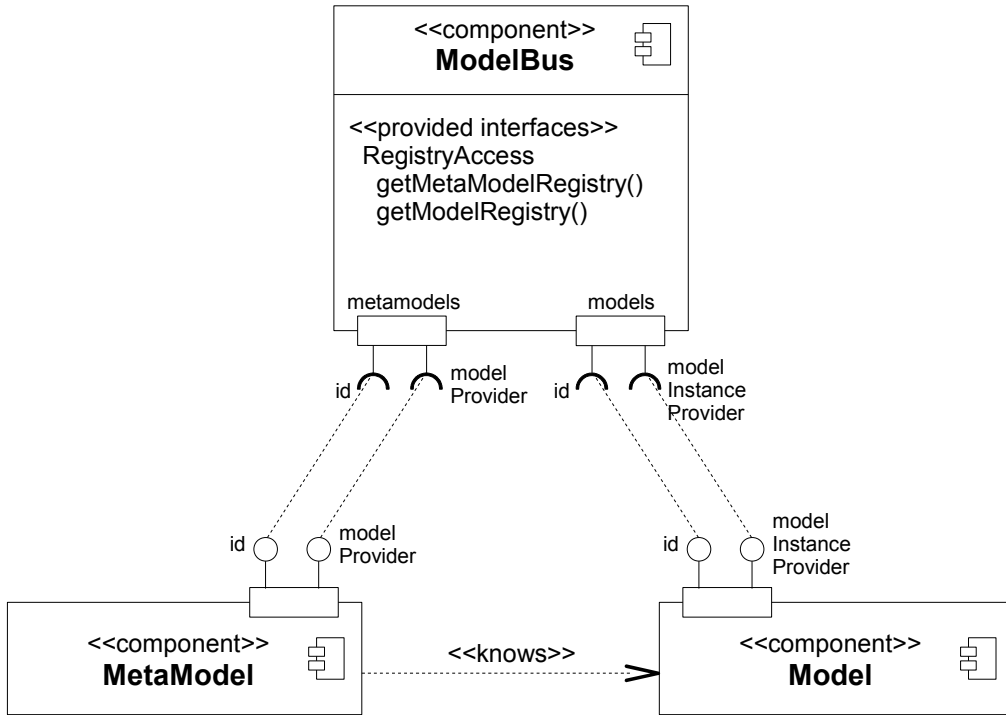 <<component>>
ModelBus
<<provided interfaces>>
RegistryAccess
getMetaModelRegistry()
getModelRegistry()
metamodels
models
id
model
Provider
id
model
Instance
Provider
id
model
Provider
id
model
Instance
Provider
<<component>>
MetaModel
<<knows>>
<<component>>
Model